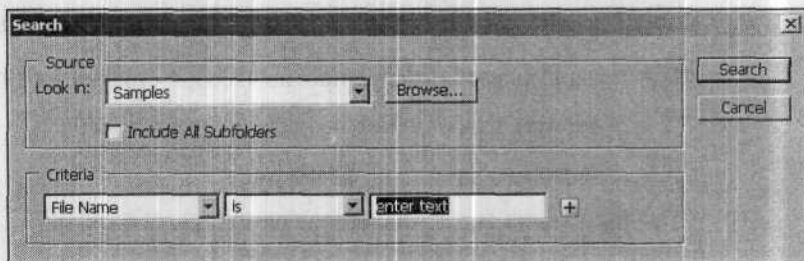 Search
Source
Look in: Samples Browse... Search
Include All Subfolders Cancel
Criteria
File Name is enter text +